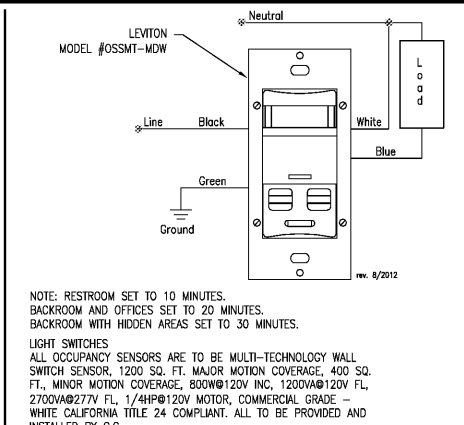 Neutral
LEVITON
MODEL #OSSMT-MDW
Load
Line
Black
White
Blue
Green
Ground
rev. 8/2012
NOTE: RESTROOM SET TO 10 MINUTES.
BACKROOM AND OFFICES SET TO 20 MINUTES.
BACKROOM WITH HIDDEN AREAS SET TO 30 MINUTES.
LIGHT SWITCHES
ALL OCCUPANCY SENSORS ARE TO BE MULTI-TECHNOLOGY WALL
SWITCH SENSOR, 1200 SQ. FT. MAJOR MOTION COVERAGE, 400 SQ.
FT., MINOR MOTION COVERAGE, 800W@120V INC, 1200VA@120V FL,
2700VA@277V FL, 1/4HP@120V MOTOR, COMMERCIAL GRADE -
WHITE CALIFORNIA TITLE 24 COMPLIANT. ALL TO BE PROVIDED AND